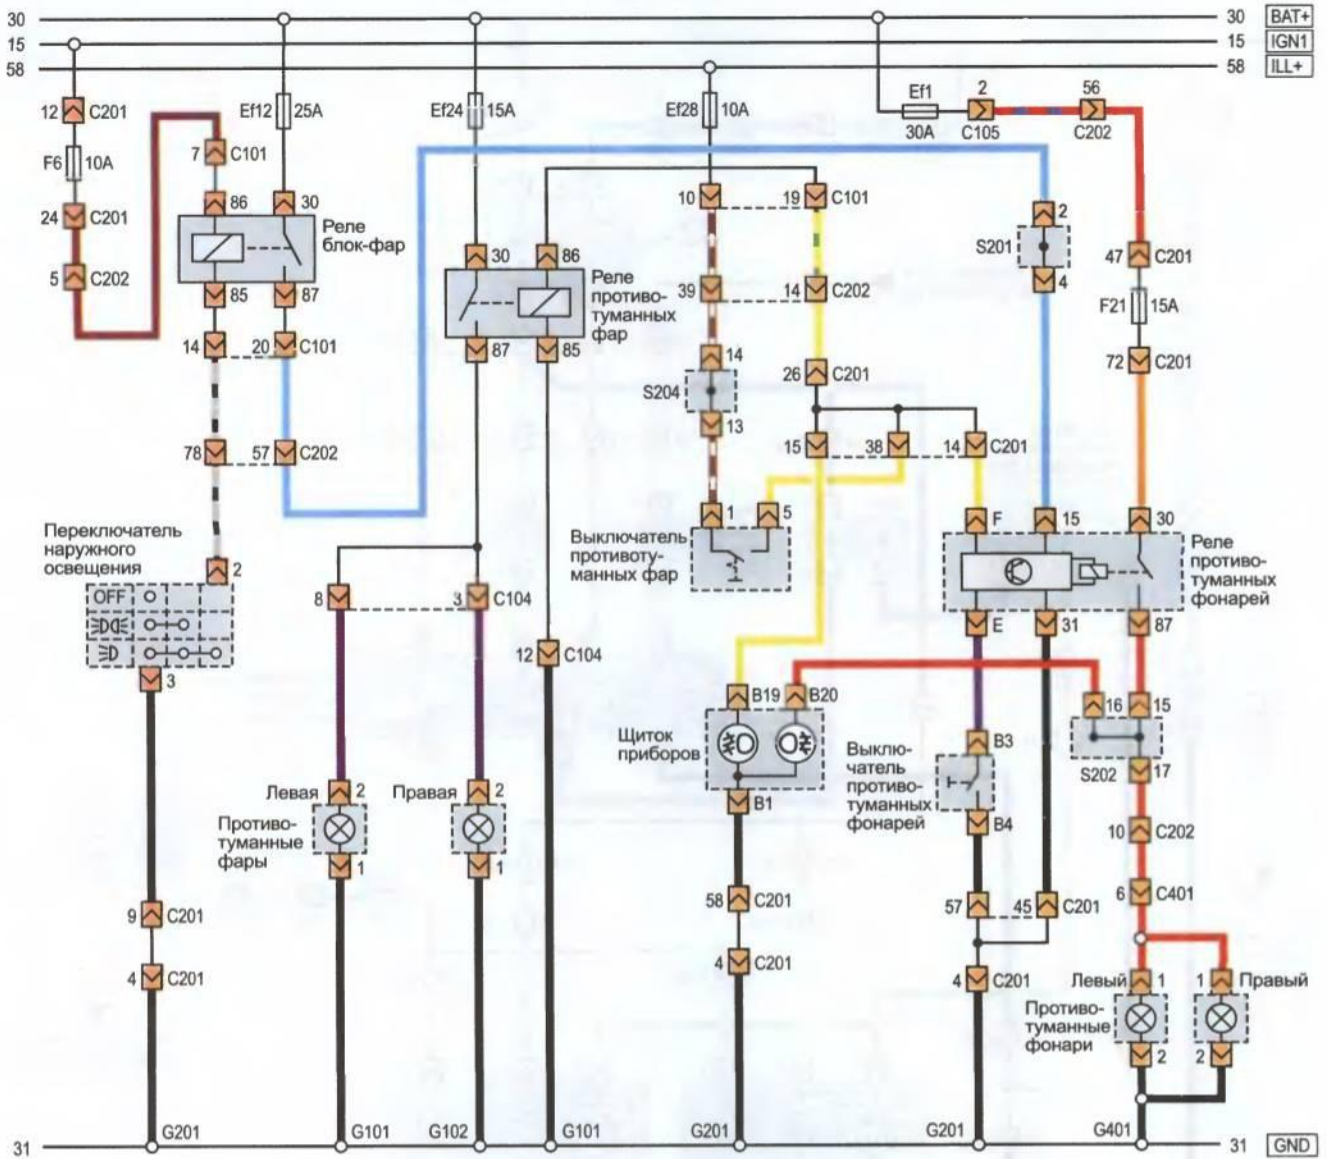 30 30 BAT+
15 15 IGN1
58 58 ILL+
12 C201
Ef12 25A
Ef24 15A
Ef28 10A
Ef1
30A
2
C105
56
C202
F6 10A
7 C101
24 C201
86 30
Реле
блок-фар
5 C202
85 87
14 20 C101
78 57 C202
10 19 C101
2
S201
4
47 C201
F21 15A
72 C201
30 86
Реле
противо-
туманных
фар
87 85
39 14 C202
14
S204
13
26 C201
15 38 14 C201
Переключатель
наружного
освещения
2
OFF
3
1 5
Выключатель
противоту-
манных фар
F 15 30
Реле
противо-
туманных
фонарей
E 31 87
8 3 C104
12 C104
B19 B20
Щиток
приборов
B1
16 15
S202
17
B3
Выклю-
чатель
противо-
туманных
фонарей
B4
Левая 2
Правая 2
Противо-
туманные
фары
1 1
10 C202
6 C401
9 C201
4 C201
58 C201
4 C201
57 45 C201
4 C201
Левый 1
1 Правый
Противо-
туманные
фонари
2 2
G201 G101 G102 G101 G201 G201 G401
31 31 GND